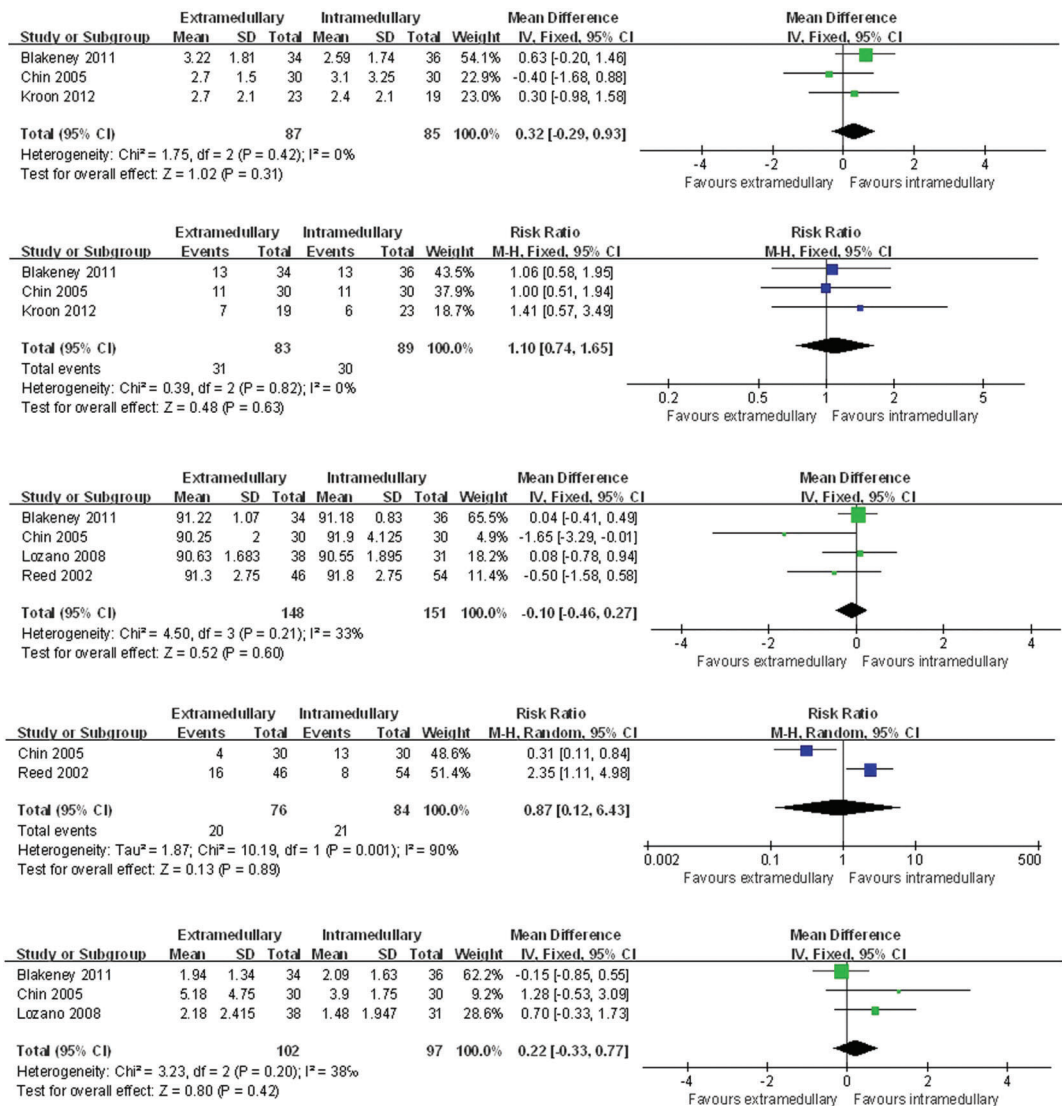 Extramedullary Intramedullary Mean Difference Mean Difference
Study or Subgroup Mean SD Total Mean SD Total Weight IV, Fixed, 95% CI IV, Fixed, 95% CI
Blakeney 2011 3.22 1.81 34 2.59 1.74 36 54.1% 0.63 [-0.20, 1.46]
Chin 2005 2.7 1.5 30 3.1 3.25 30 22.9% -0.40 [-1.68, 0.88]
Kroon 2012 2.7 2.1 23 2.4 2.1 19 23.0% 0.30 [-0.98, 1.58]
Total (95% CI) 87 85 100.0% 0.32 [-0.29, 0.93]
Heterogeneity: Chi² = 1.75, df = 2 (P = 0.42); I² = 0%
Test for overall effect: Z = 1.02 (P = 0.31)
-4 -2 0 2 4
Favours extramedullary Favours intramedullary
Extramedullary Intramedullary Risk Ratio Risk Ratio
Study or Subgroup Events Total Events Total Weight M-H, Fixed, 95% CI M-H, Fixed, 95% CI
Blakeney 2011 13 34 13 36 43.5% 1.06 [0.58, 1.95]
Chin 2005 11 30 11 30 37.9% 1.00 [0.51, 1.94]
Kroon 2012 7 19 6 23 18.7% 1.41 [0.57, 3.49]
Total (95% CI) 83 89 100.0% 1.10 [0.74, 1.65]
Total events 31 30
Heterogeneity: Chi² = 0.39, df = 2 (P = 0.82); I² = 0%
Test for overall effect: Z = 0.48 (P = 0.63)
0.2 0.5 1 2 5
Favours extramedullary Favours intramedullary
Extramedullary Intramedullary Mean Difference Mean Difference
Study or Subgroup Mean SD Total Mean SD Total Weight IV, Fixed, 95% CI IV, Fixed, 95% CI
Blakeney 2011 91.22 1.07 34 91.18 0.83 36 65.5% 0.04 [-0.41, 0.49]
Chin 2005 90.25 2 30 91.9 4.125 30 4.9% -1.65 [-3.29, -0.01]
Lozano 2008 90.63 1.683 38 90.55 1.895 31 18.2% 0.08 [-0.78, 0.94]
Reed 2002 91.3 2.75 46 91.8 2.75 54 11.4% -0.50 [-1.58, 0.58]
Total (95% CI) 148 151 100.0% -0.10 [-0.46, 0.27]
Heterogeneity: Chi² = 4.50, df = 3 (P = 0.21); I² = 33%
Test for overall effect: Z = 0.52 (P = 0.60)
-4 -2 0 2 4
Favours extramedullary Favours intramedullary
Extramedullary Intramedullary Risk Ratio Risk Ratio
Study or Subgroup Events Total Events Total Weight M-H, Random, 95% CI M-H, Random, 95% CI
Chin 2005 4 30 13 30 48.6% 0.31 [0.11, 0.84]
Reed 2002 16 46 8 54 51.4% 2.35 [1.11, 4.98]
Total (95% CI) 76 84 100.0% 0.87 [0.12, 6.43]
Total events 20 21
Heterogeneity: Tau² = 1.87; Chi² = 10.19, df = 1 (P = 0.001); I² = 90%
Test for overall effect: Z = 0.13 (P = 0.89)
0.002 0.1 1 10 500
Favours extramedullary Favours intramedullary
Extramedullary Intramedullary Mean Difference Mean Difference
Study or Subgroup Mean SD Total Mean SD Total Weight IV, Fixed, 95% CI IV, Fixed, 95% CI
Blakeney 2011 1.94 1.34 34 2.09 1.63 36 62.2% -0.15 [-0.85, 0.55]
Chin 2005 5.18 4.75 30 3.9 1.75 30 9.2% 1.28 [-0.53, 3.09]
Lozano 2008 2.18 2.415 38 1.48 1.947 31 28.6% 0.70 [-0.33, 1.73]
Total (95% CI) 102 97 100.0% 0.22 [-0.33, 0.77]
Heterogeneity: Chi² = 3.23, df = 2 (P = 0.20); I² = 38%
Test for overall effect: Z = 0.80 (P = 0.42)
-4 -2 0 2 4
Favours extramedullary Favours intramedullary